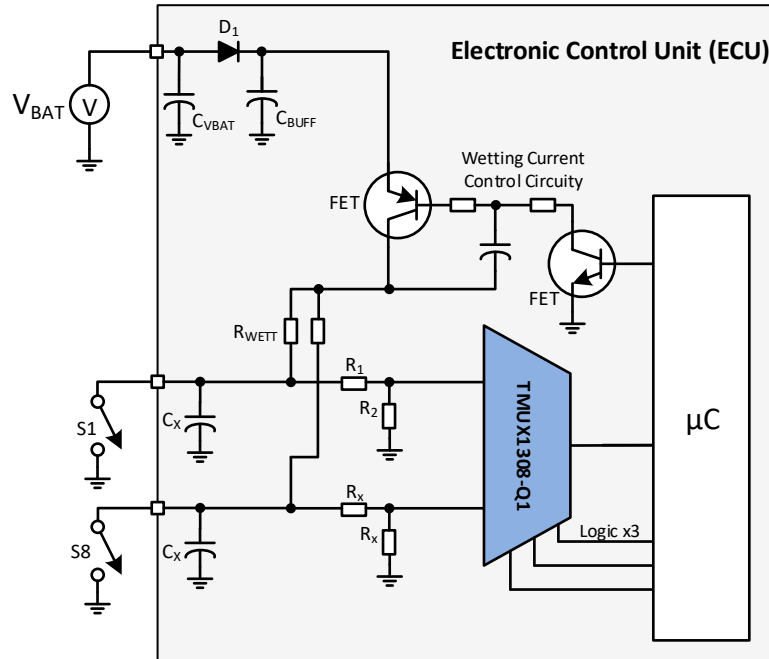 D1
Electronic Control Unit (ECU)
VBAT
V
CVBAT
CBUFF
Wetting Current
Control Circuity
FET
FET
RWETT
R1
S1
CX
R2
TMUX1308-Q1
µC
Rx
S8
CX
Rx
Logic x3